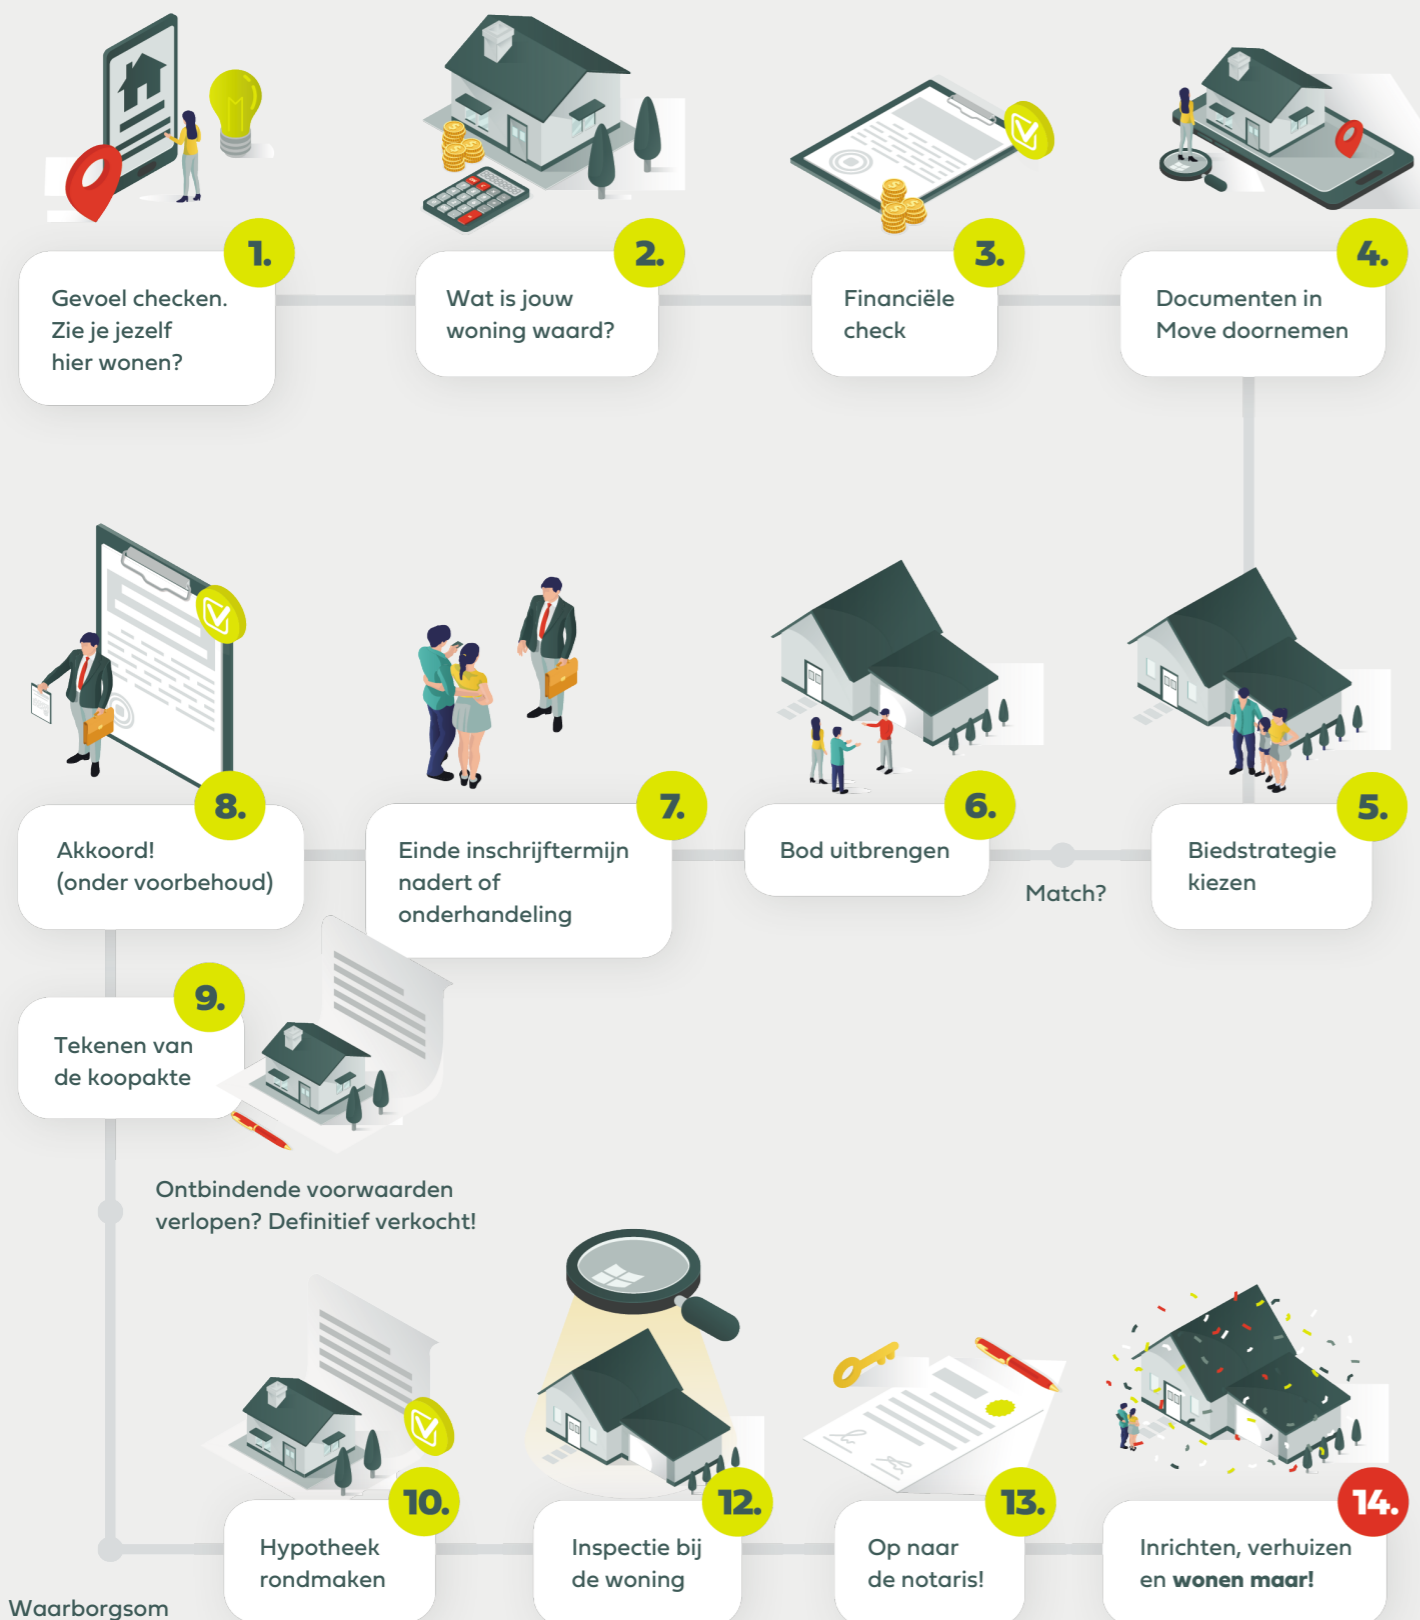 1.
Gevoel checken.
Zie je jezelf
hier wonen?
2.
Wat is jouw
woning waard?
3.
Financiële
check
4.
Documenten in
Move doornemen
5.
Biedstrategie
kiezen
Match?
6.
Bod uitbrengen
7.
Einde inschrijftermijn
nadert of
onderhandeling
8.
Akkoord!
(onder voorbehoud)
9.
Tekenen van
de koopakte
Ontbindende voorwaarden
verlopen? Definitief verkocht!
Waarborgsom
10.
Hypotheek
rondmaken
12.
Inspectie bij
de woning
13.
Op naar
de notaris!
14.
Inrichten, verhuizen
en wonen maar!